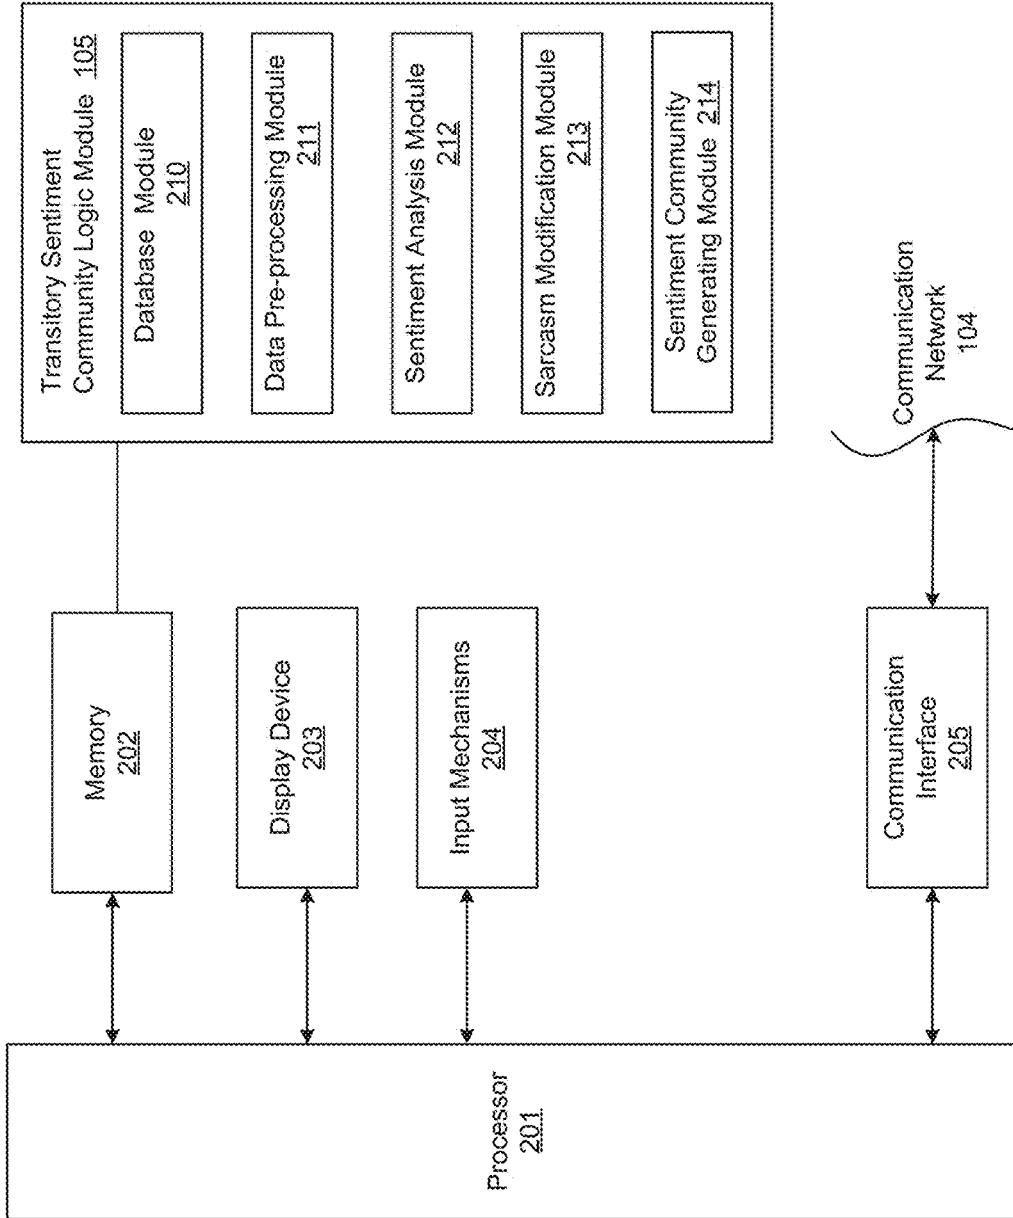 Processor
201
Memory
202
Display Device
203
Input Mechanisms
204
Communication
Interface
205
Transitory Sentiment
Community Logic Module 105
Database Module
210
Data Pre-processing Module
211
Sentiment Analysis Module
212
Sarcasm Modification Module
213
Sentiment Community
Generating Module 214
Communication
Network
104